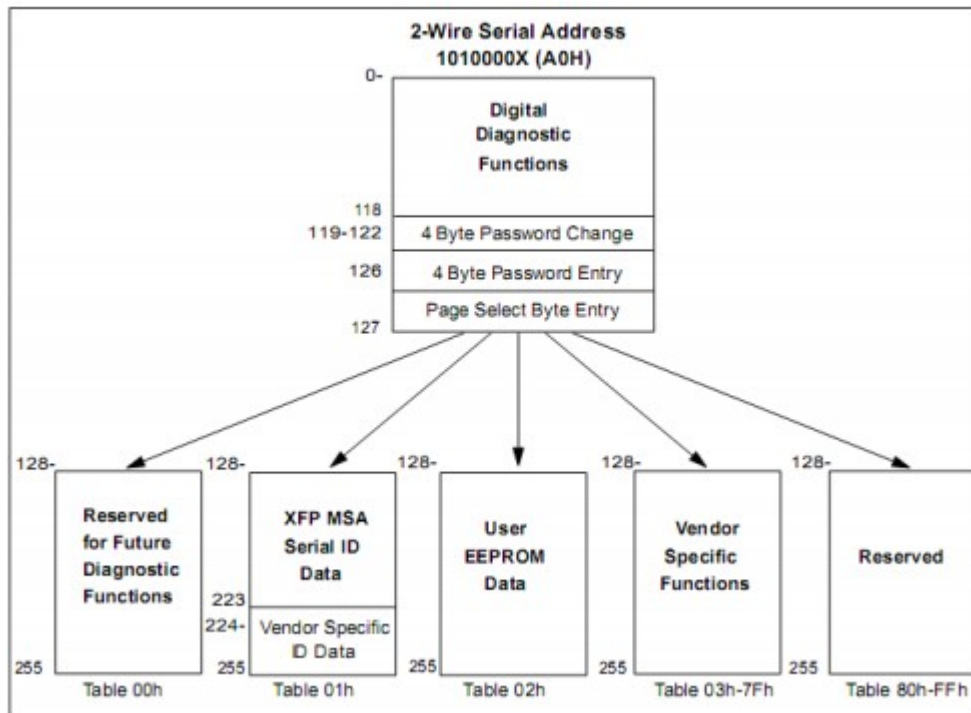 2-Wire Serial Address
1010000X (A0H)
0-
Digital
Diagnostic
Functions
118
119-122
4 Byte Password Change
126
4 Byte Password Entry
Page Select Byte Entry
127
128-
Reserved
for Future
Diagnostic
Functions
255
Table 00h
128-
XFP MSA
Serial ID
Data
223
224-
Vendor Specific
ID Data
255
Table 01h
128-
User
EEPROM
Data
255
Table 02h
128-
Vendor
Specific
Functions
255
Table 03h-7Fh
128-
Reserved
255
Table 80h-FFh